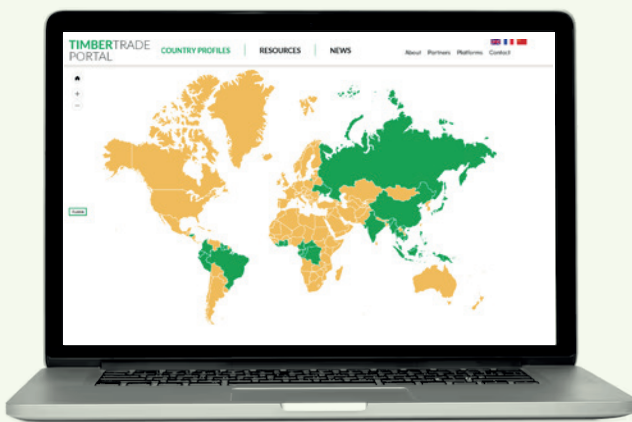 TIMBERTRADE
PORTAL
COUNTRY PROFILES
RESOURCES
NEWS
About Partners Platforms Contact